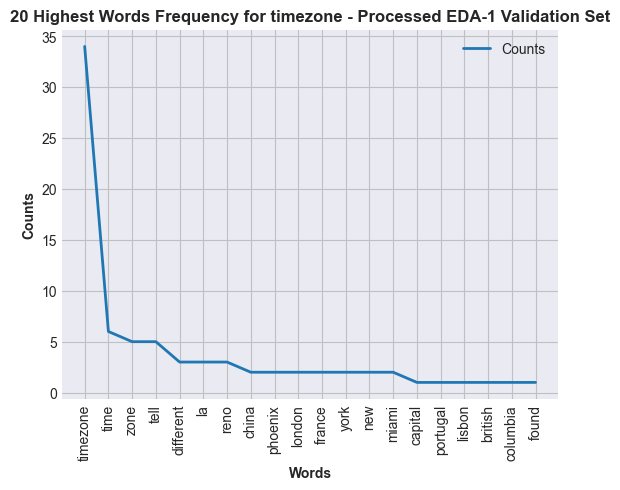 20 Highest Words Frequency for timezone - Processed EDA-1 Validation Set
Counts
35
30
25
20
15
10
5
0
Counts
timezone
time
zone
tell
different
la
reno
china
phoenix
london
france
york
new
miami
capital
portugal
lisbon
british
columbia
found
Words